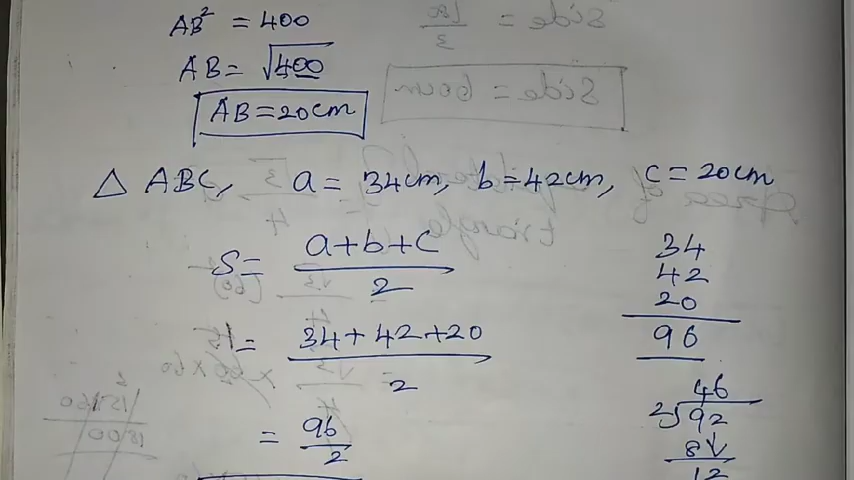 AB² = 400
AB = √400
AB = 20cm
△ ABC, a = 34cm, b = 42cm, c = 20cm
S = a+b+c / 2
= 34+42+20 / 2
= 96 / 2
34
42
20
96
46
2√92
8↓
12